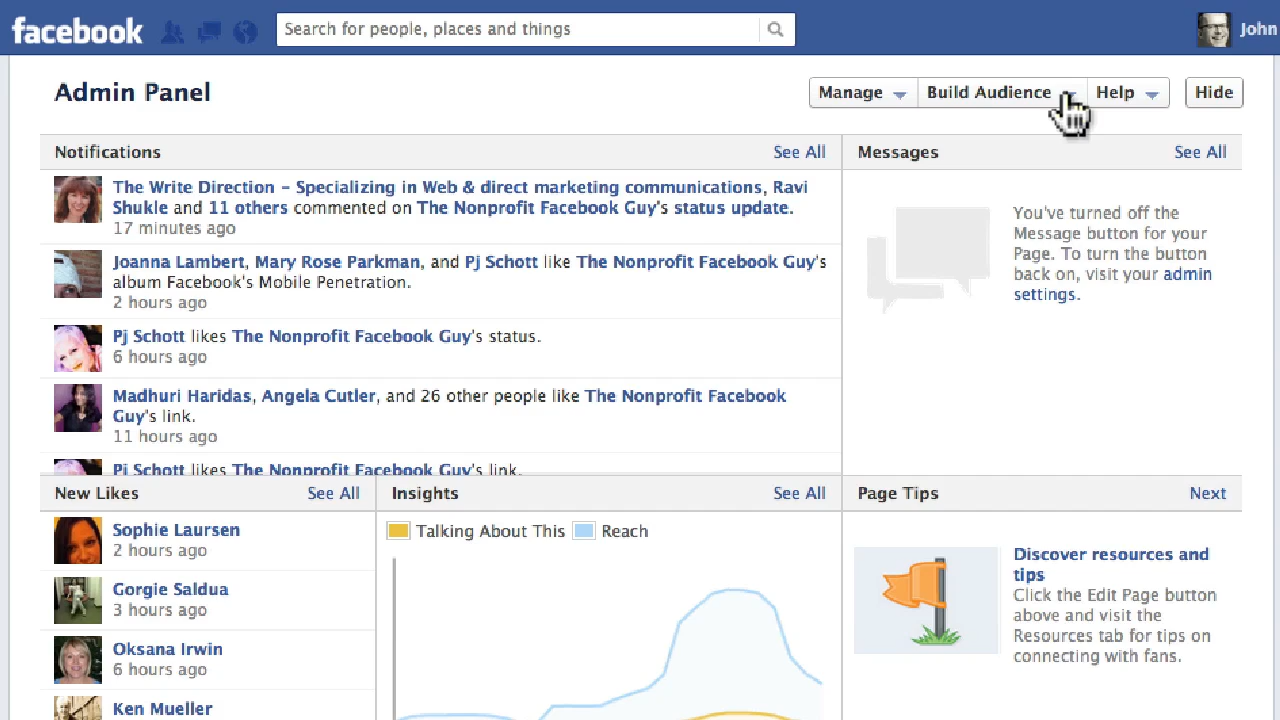 facebook
Search for people, places and things
John
Admin Panel
Manage
Build Audience
Help
Hide
Notifications
See All
The Write Direction – Specializing in Web & direct marketing communications, Ravi
Shukle and 11 others commented on The Nonprofit Facebook Guy's status update.
17 minutes ago
Joanna Lambert, Mary Rose Parkman, and Pj Schott like The Nonprofit Facebook Guy's
album Facebook's Mobile Penetration.
2 hours ago
Pj Schott likes The Nonprofit Facebook Guy's status.
6 hours ago
Madhuri Haridas, Angela Cutler, and 26 other people like The Nonprofit Facebook
Guy's link.
11 hours ago
Pj Schott likes The Nonprofit Facebook Guy's link.
Messages
See All
You've turned off the
Message button for your
Page. To turn the button
back on, visit your admin
settings.
New Likes
See All
Sophie Laursen
2 hours ago
Gorgie Saldua
3 hours ago
Oksana Irwin
6 hours ago
Ken Mueller
Insights
See All
Talking About This
Reach
Page Tips
Next
Discover resources and
tips
Click the Edit Page button
above and visit the
Resources tab for tips on
connecting with fans.